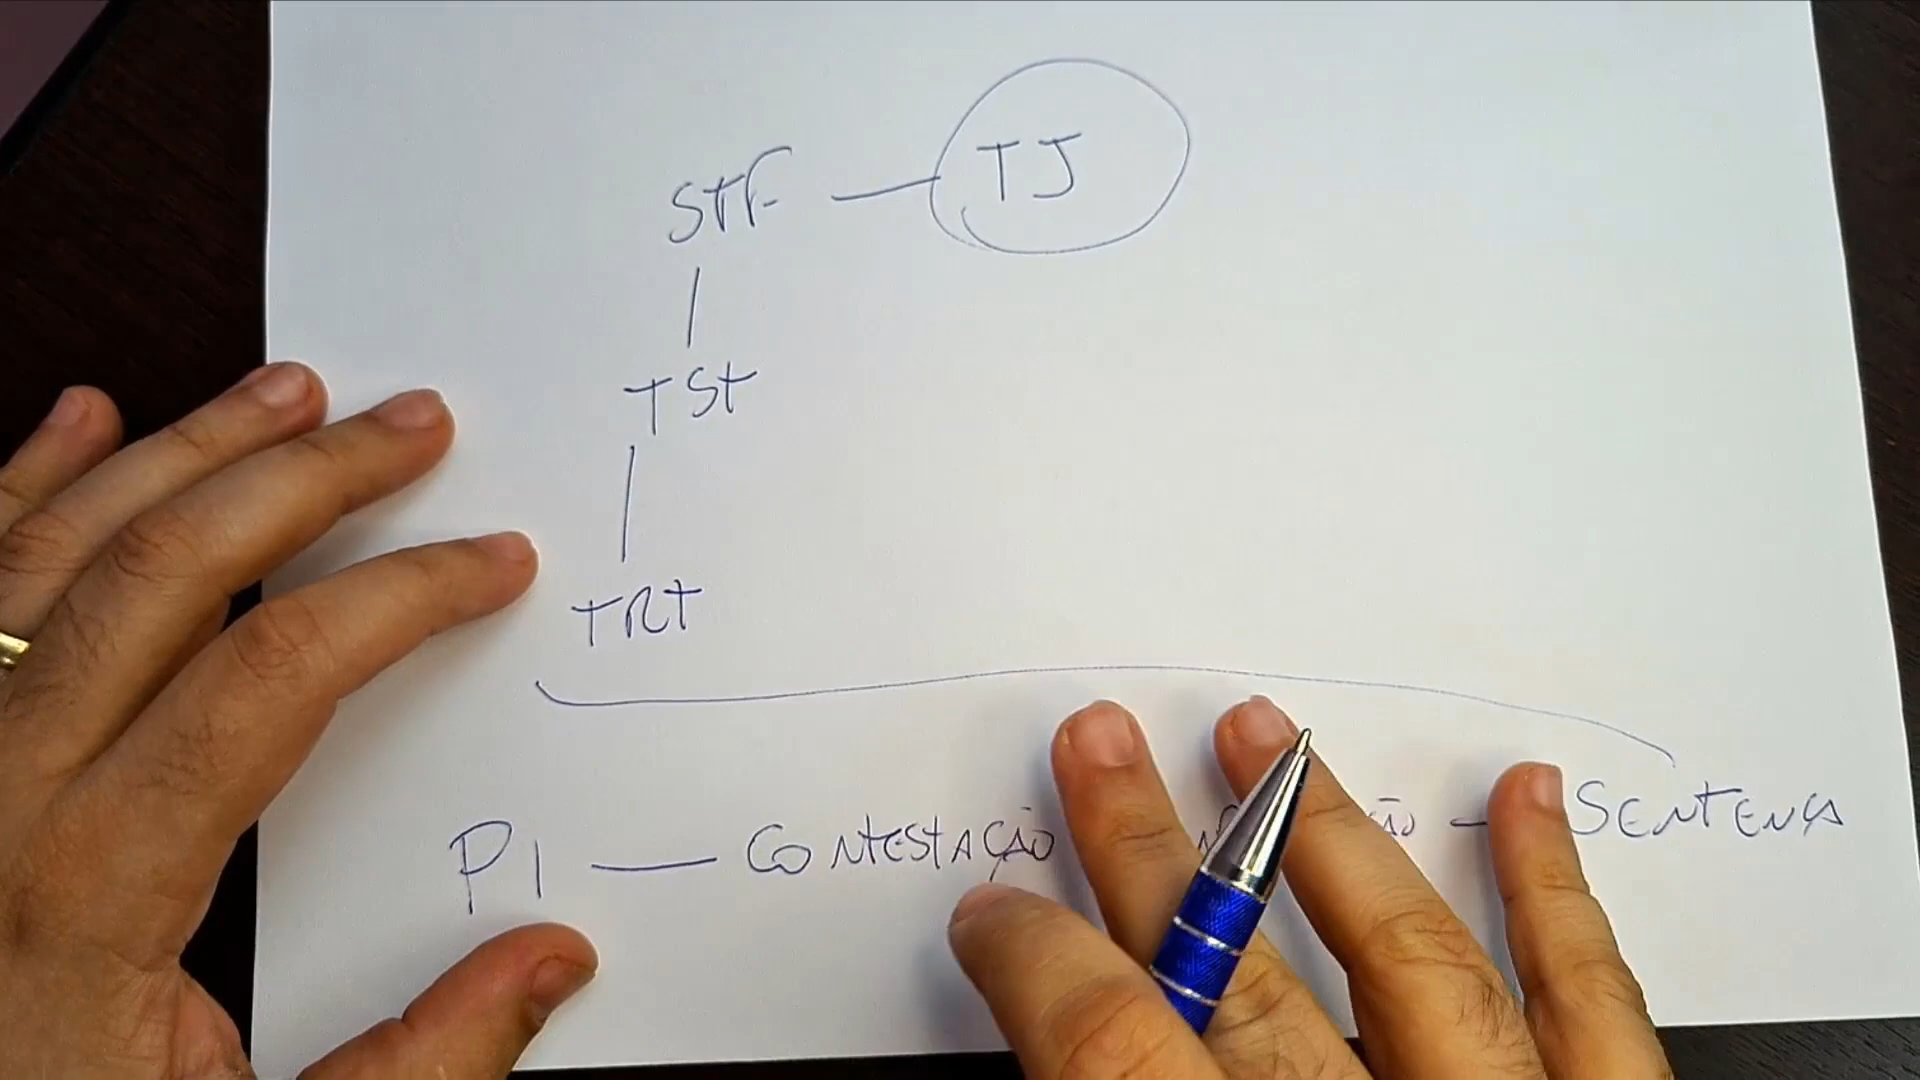 STF — TJ
TST
TRT
PI — CONTESTAÇÃO — SENTENÇA